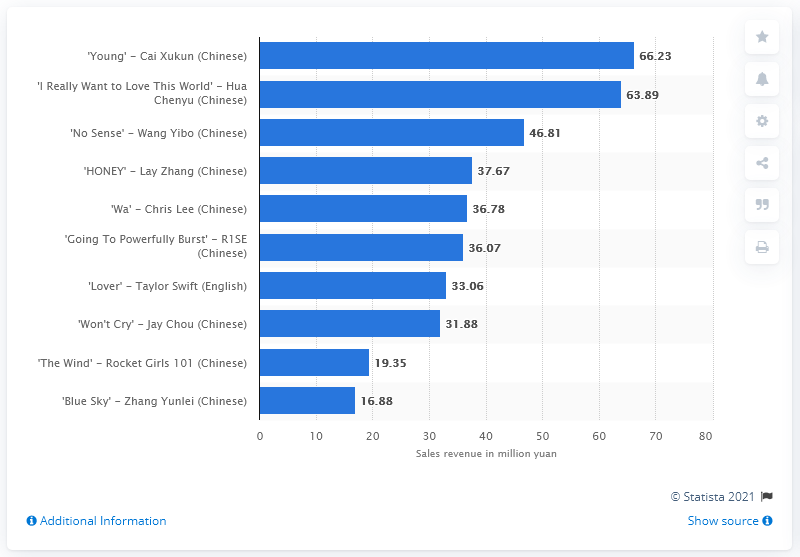 'Young' – Cai Xukun (Chinese)
66.23
'I Really Want to Love This World' – Hua
Chenyu (Chinese)
63.89
'No Sense' – Wang Yibo (Chinese)
46.81
'HONEY' – Lay Zhang (Chinese)
37.67
'Wa' – Chris Lee (Chinese)
36.78
'Going To Powerfully Burst' – R1SE
(Chinese)
36.07
'Lover' – Taylor Swift (English)
33.06
'Won't Cry' – Jay Chou (Chinese)
31.88
'The Wind' – Rocket Girls 101 (Chinese)
19.35
'Blue Sky' – Zhang Yunlei (Chinese)
16.88
0 10 20 30 40 50 60 70 80
Sales revenue in million yuan
© Statista 2021
Additional Information
Show source